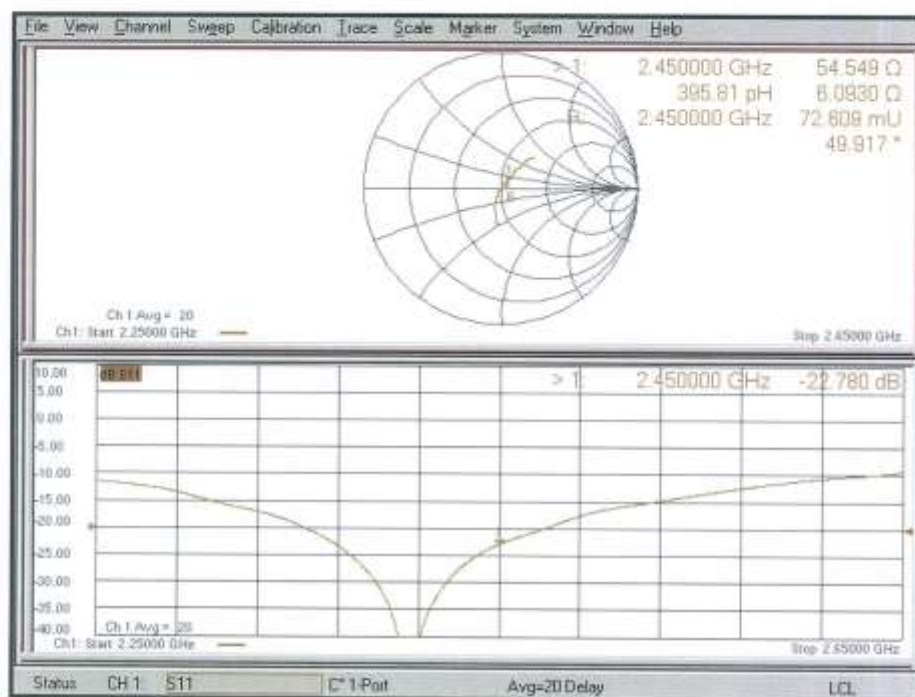 File View Channel Sweep Calibration Trace Scale Marker System Window Help
> 1: 2.450000 GHz 54.549 Ω
395.81 pH 6.0930 Ω
R: 2.450000 GHz 72.609 mU
49.917 °
Ch 1 Avg = 20
Ch1: Start 2.25000 GHz
Stop 2.65000 GHz
10.00
dB S11
> 1: 2.450000 GHz -22.780 dB
5.00
0.00
-5.00
-10.00
-15.00
-20.00
-25.00
-30.00
-35.00
-40.00
Ch 1 Avg = 20
Ch1: Start 2.25000 GHz
Stop 2.65000 GHz
Status CH 1: S11 C* 1-Port Avg=20 Delay LCL